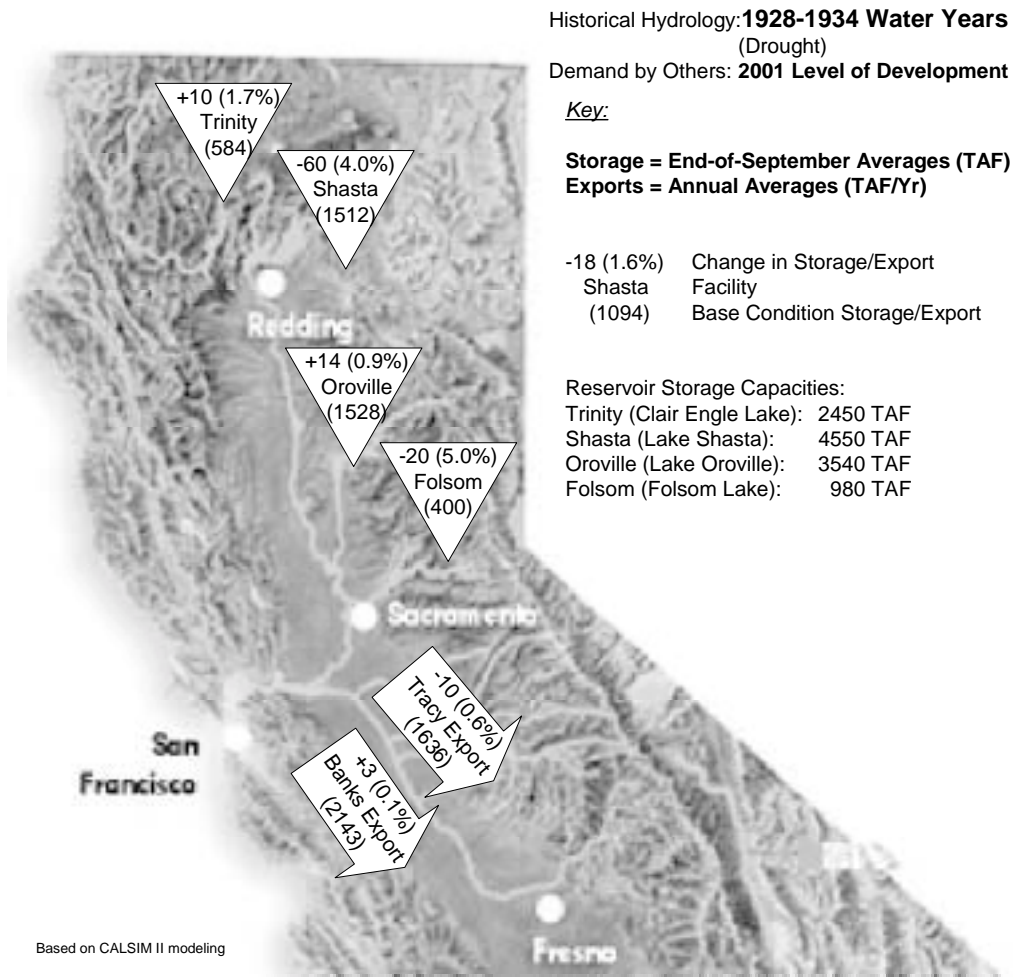 Historical Hydrology:1928-1934 Water Years
(Drought)
Demand by Others: 2001 Level of Development
Key:
Storage = End-of-September Averages (TAF)
Exports = Annual Averages (TAF/Yr)
-18 (1.6%) Change in Storage/Export
Shasta Facility
(1094) Base Condition Storage/Export
Reservoir Storage Capacities:
Trinity (Clair Engle Lake): 2450 TAF
Shasta (Lake Shasta): 4550 TAF
Oroville (Lake Oroville): 3540 TAF
Folsom (Folsom Lake): 980 TAF
+10 (1.7%)
Trinity
(584)
-60 (4.0%)
Shasta
(1512)
Redding
+14 (0.9%)
Oroville
(1528)
-20 (5.0%)
Folsom
(400)
Sacramento
-10 (0.6%)
Tracy Export
(1636)
San
Francisco
+3 (0.1%)
Banks Export
(2143)
Fresno
Based on CALSIM II modeling